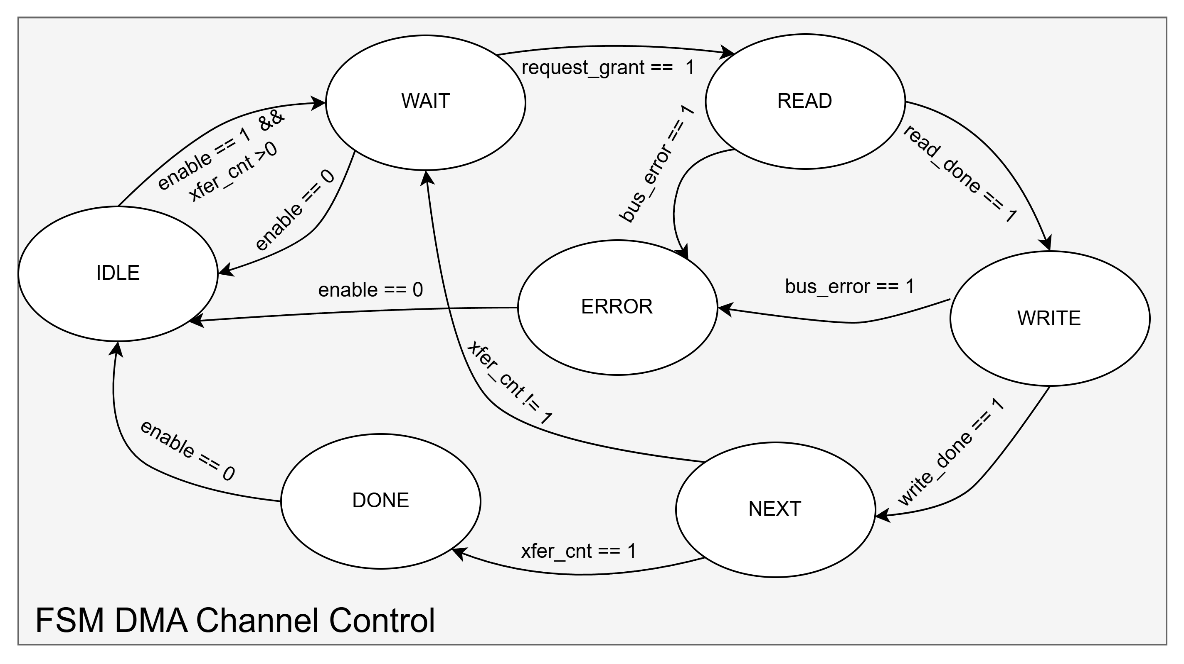 WAIT
request_grant == 1
READ
enable == 1 &&
xfer_cnt >0
enable == 0
bus_error == 1
read_done == 1
IDLE
enable == 0
ERROR
bus_error == 1
WRITE
xfer_cnt != 1
enable == 0
DONE
write_done == 1
NEXT
xfer_cnt == 1
FSM DMA Channel Control